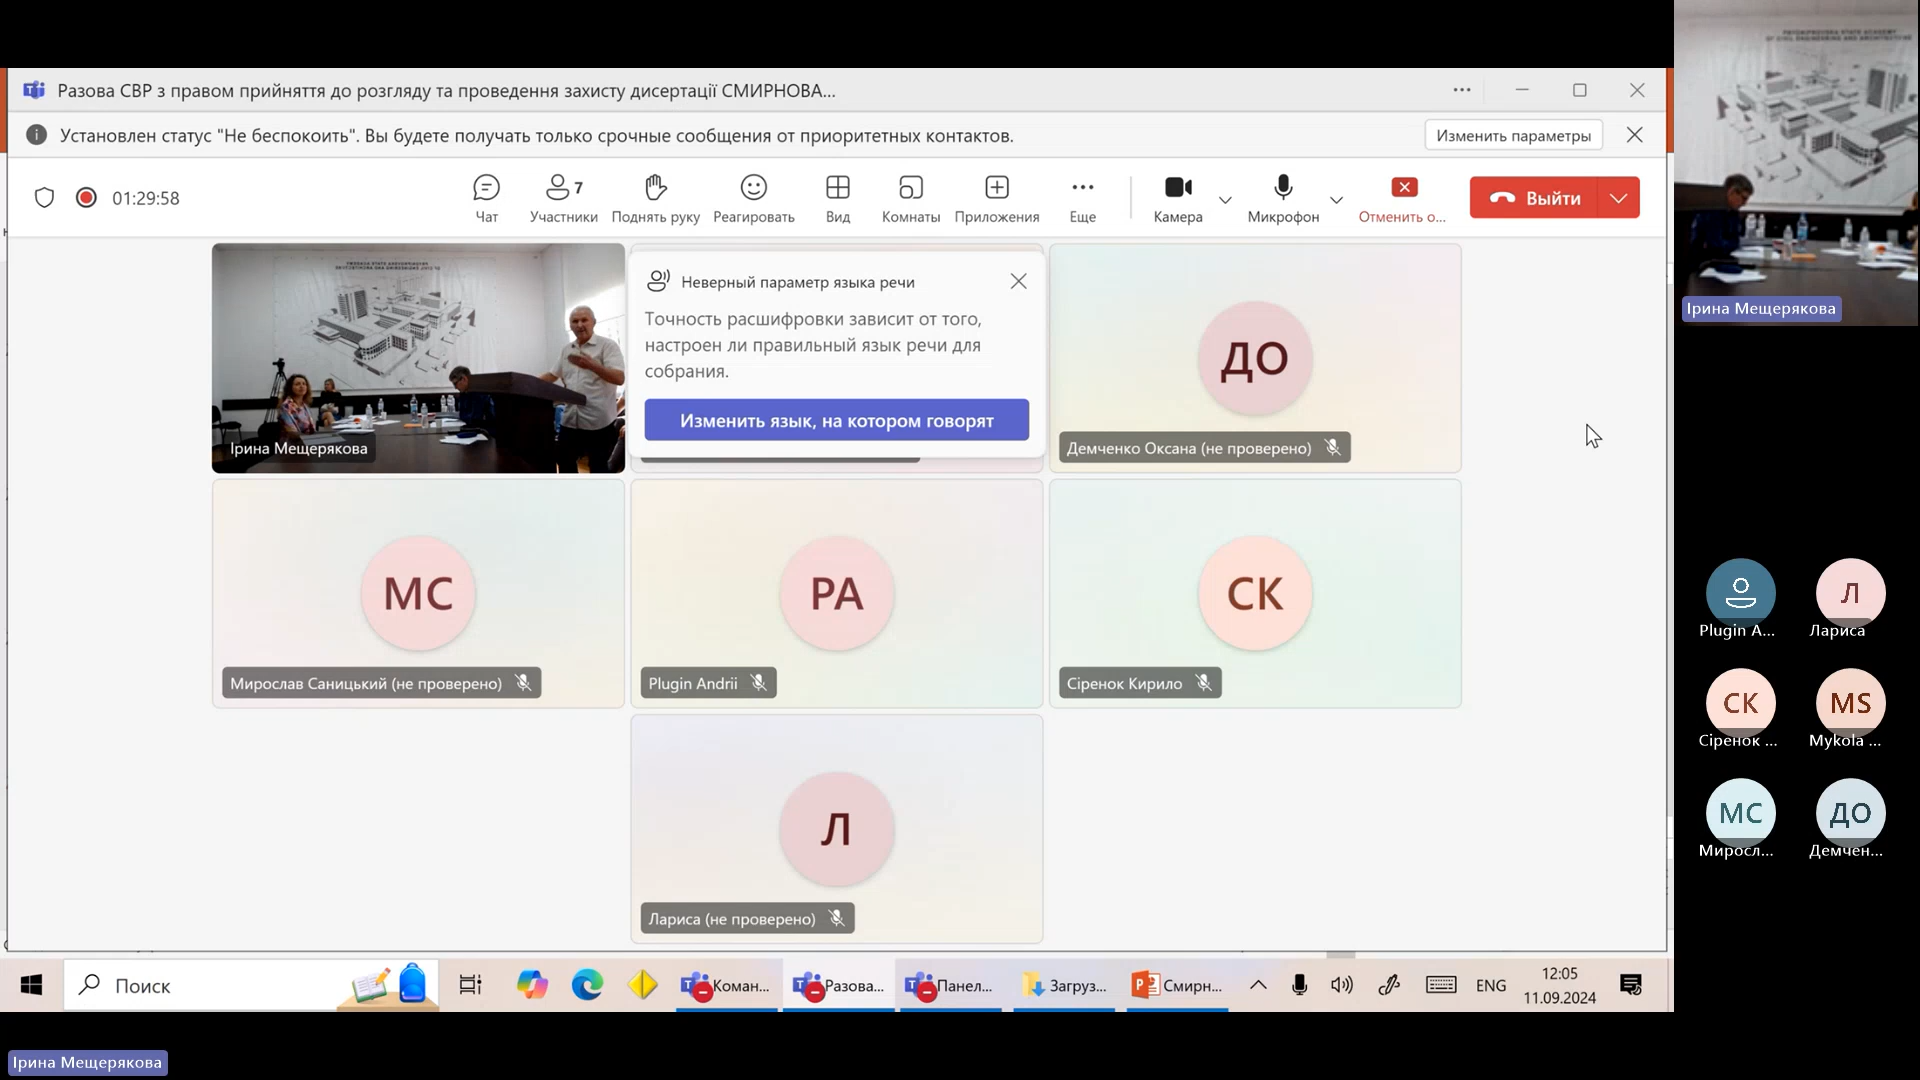 Разова СВР з правом прийняття до розгляду та проведення захисту дисертації СМИРНОВА...
Установлен статус "Не беспокоить". Вы будете получать только срочные сообщения от приоритетных контактов.
Изменить параметры
01:29:58
Чат
7
Участники
Поднять руку
Реагировать
Вид
Комнаты
Приложения
Еще
Камера
Микрофон
Отменить о...
Выйти
Ірина Мещерякова
Неверный параметр языка речи
Точность расшифровки зависит от того,
настроен ли правильный язык речи для
собрания.
Изменить язык, на котором говорят
ДО
Демченко Оксана (не проверено)
МС
Мирослав Саницький (не проверено)
PA
Plugin Andrii
СК
Сіренок Кирило
Л
Лариса (не проверено)
Ірина Мещерякова
Plugin A...
Л
Лариса
СК
Сіренок ...
MS
Mykola ...
МС
Миросл...
ДО
Демчен...
Поиск
Коман...
Разова...
Панел...
Загруз...
Смирн...
ENG
12:05
11.09.2024
Ірина Мещерякова